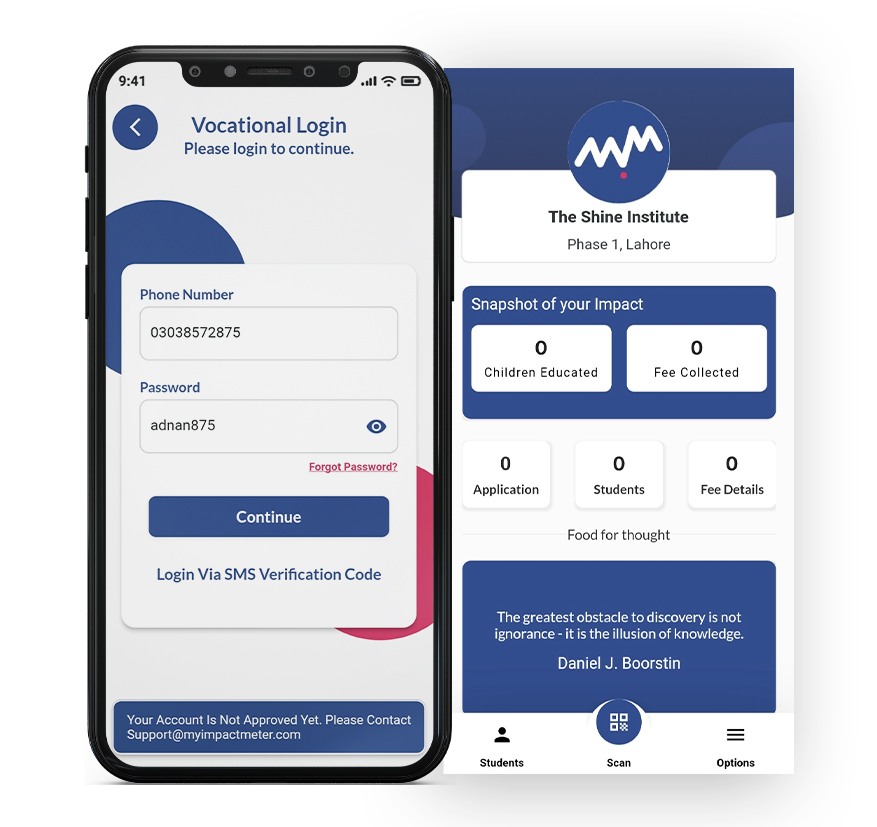 9:41
Vocational Login
Please login to continue.
Phone Number
03038572875
Password
adnan875
Forgot Password?
Continue
Login Via SMS Verification Code
Your Account Is Not Approved Yet. Please Contact
Support@myimpactmeter.com
The Shine Institute
Phase 1, Lahore
Snapshot of your Impact
0
Children Educated
0
Fee Collected
0
Application
0
Students
0
Fee Details
Food for thought
The greatest obstacle to discovery is not
ignorance - it is the illusion of knowledge.
Daniel J. Boorstin
Students
Scan
Options